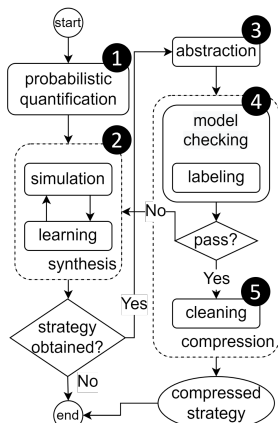 start
1
probabilistic
quantification
2
simulation
learning
synthesis
strategy
obtained?
Yes
No
end
3
abstraction
4
model
checking
labeling
No
pass?
Yes
5
cleaning
compression
compressed
strategy